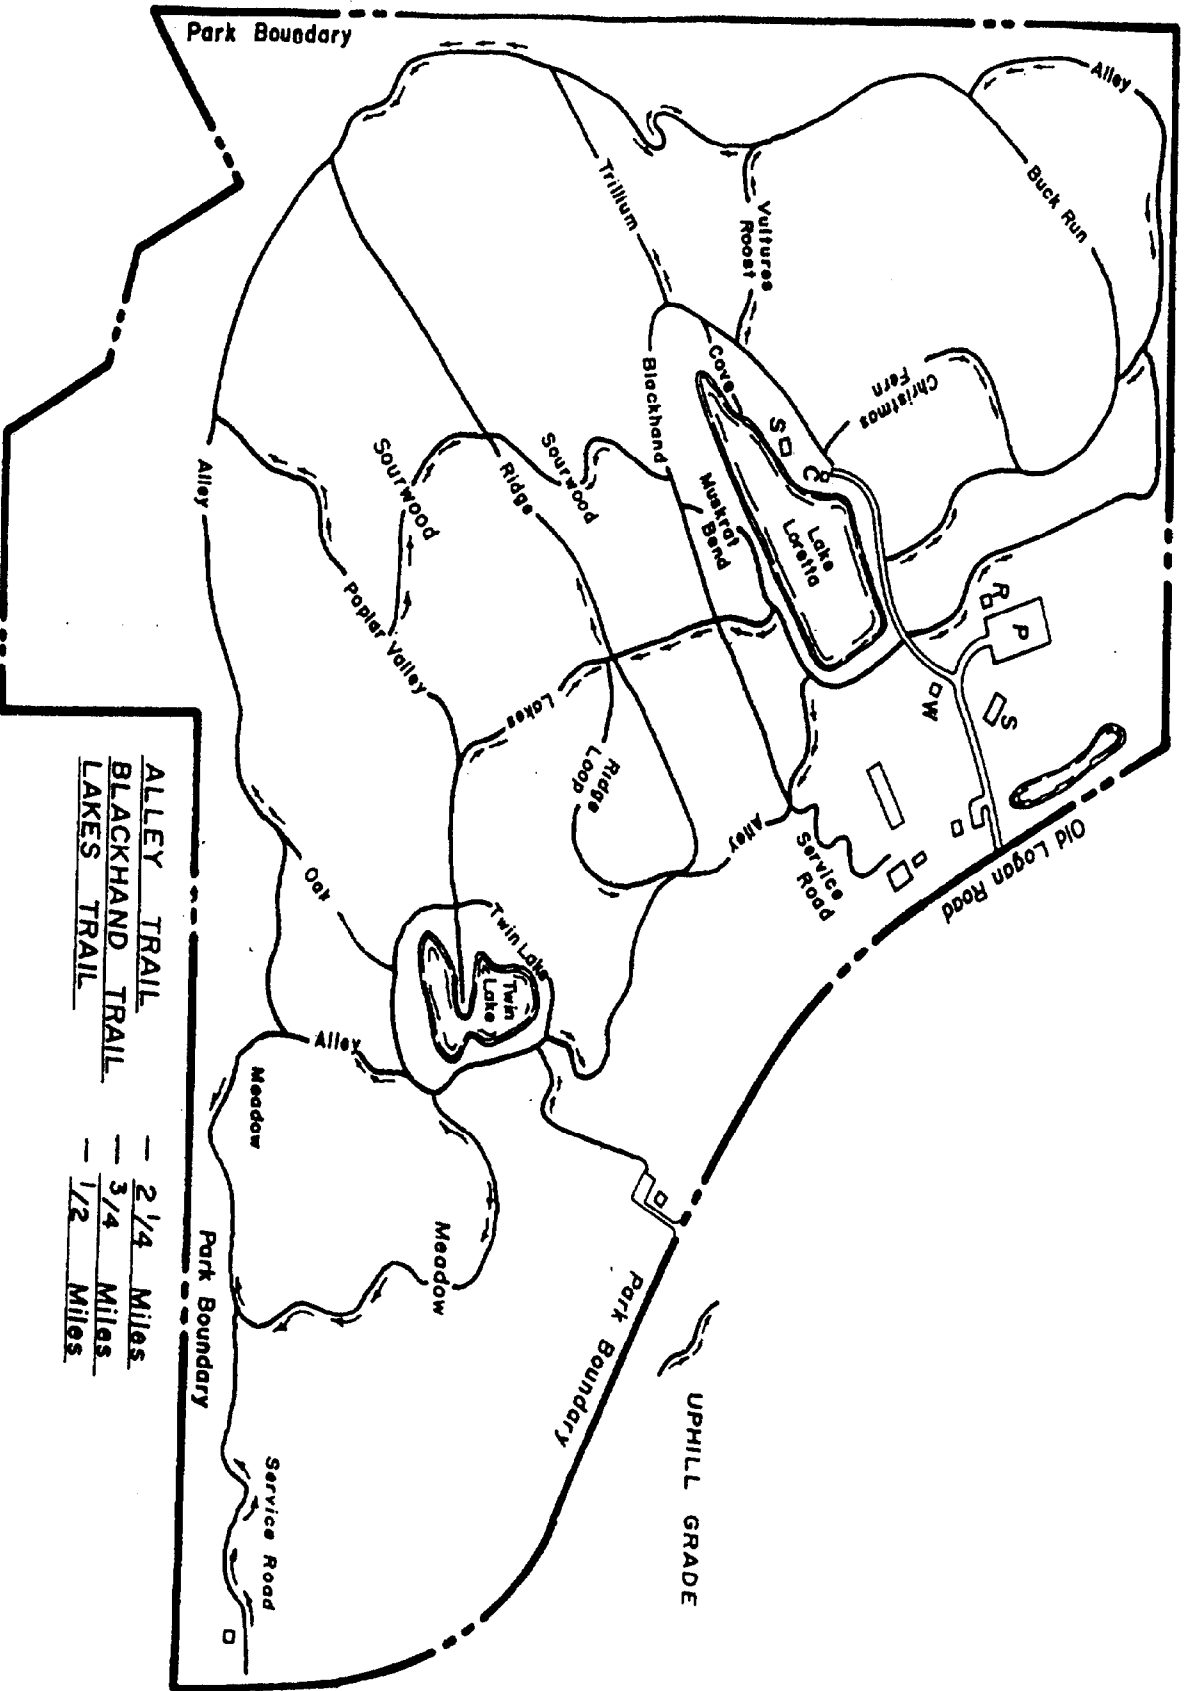 Park Boundary
Alley
Buck Run
Trillium
Vultures
Roost
Christmas
Fern
Cove
S
C
Blackhand
Muskrat
Bend
Lake
Loretta
Sourwood
Ridge
Sourwood
Alley
Poplar Valley
Lakes
Ridge
Loop
R
P
W
S
Old Logan Road
Service
Road
Alley
Oak
Twin Lake
Twin
Lake
Alley
Meadow
Meadow
Park Boundary
Park Boundary
Service Road
UPHILL GRADE
ALLEY TRAIL — 2 1/4 Miles
BLACKHAND TRAIL — 3/4 Miles
LAKES TRAIL — 1/2 Miles